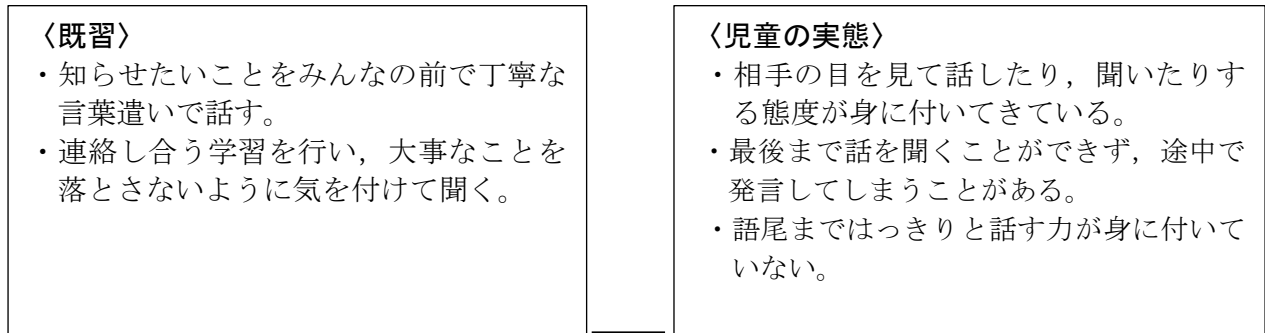 〈既習〉
・知らせたいことをみんなの前で丁寧な
言葉遣いで話す。
・連絡し合う学習を行い，大事なことを
落とさないように気を付けて聞く。
〈児童の実態〉
・相手の目を見て話したり，聞いたりす
る態度が身に付いてきている。
・最後まで話を聞くことができず，途中で
発言してしまうことがある。
・語尾まではっきりと話す力が身に付いて
いない。